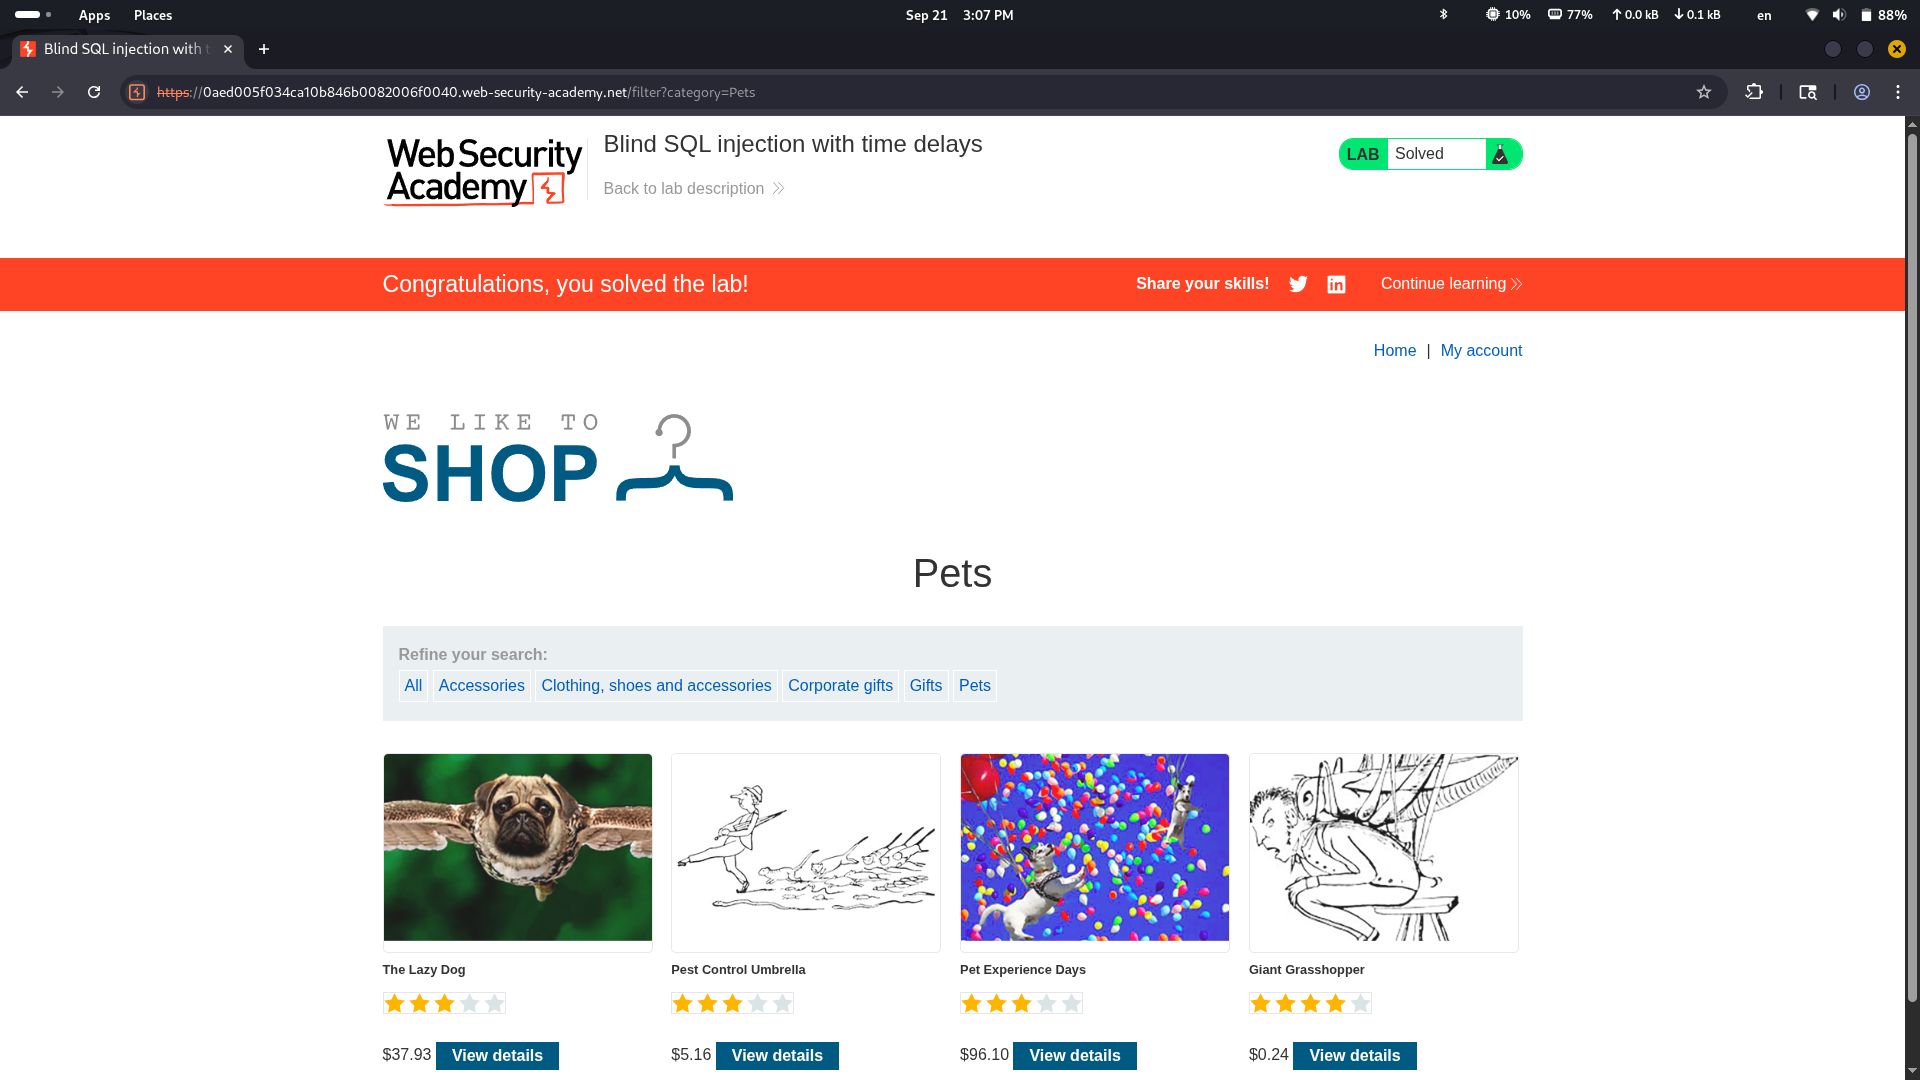 Apps Places Sep 21 3:07 PM 10% 77% 0.0 kB 0.1 kB en 88%
Blind SQL injection with t
https://0aed005f034ca10b846b0082006f0040.web-security-academy.net/filter?category=Pets
Web Security
Academy
Blind SQL injection with time delays
Back to lab description
LAB Solved
Congratulations, you solved the lab! Share your skills! Continue learning
Home | My account
WE LIKE TO
SHOP
Pets
Refine your search:
All Accessories Clothing, shoes and accessories Corporate gifts Gifts Pets
The Lazy Dog Pest Control Umbrella Pet Experience Days Giant Grasshopper
$37.93 View details $5.16 View details $96.10 View details $0.24 View details